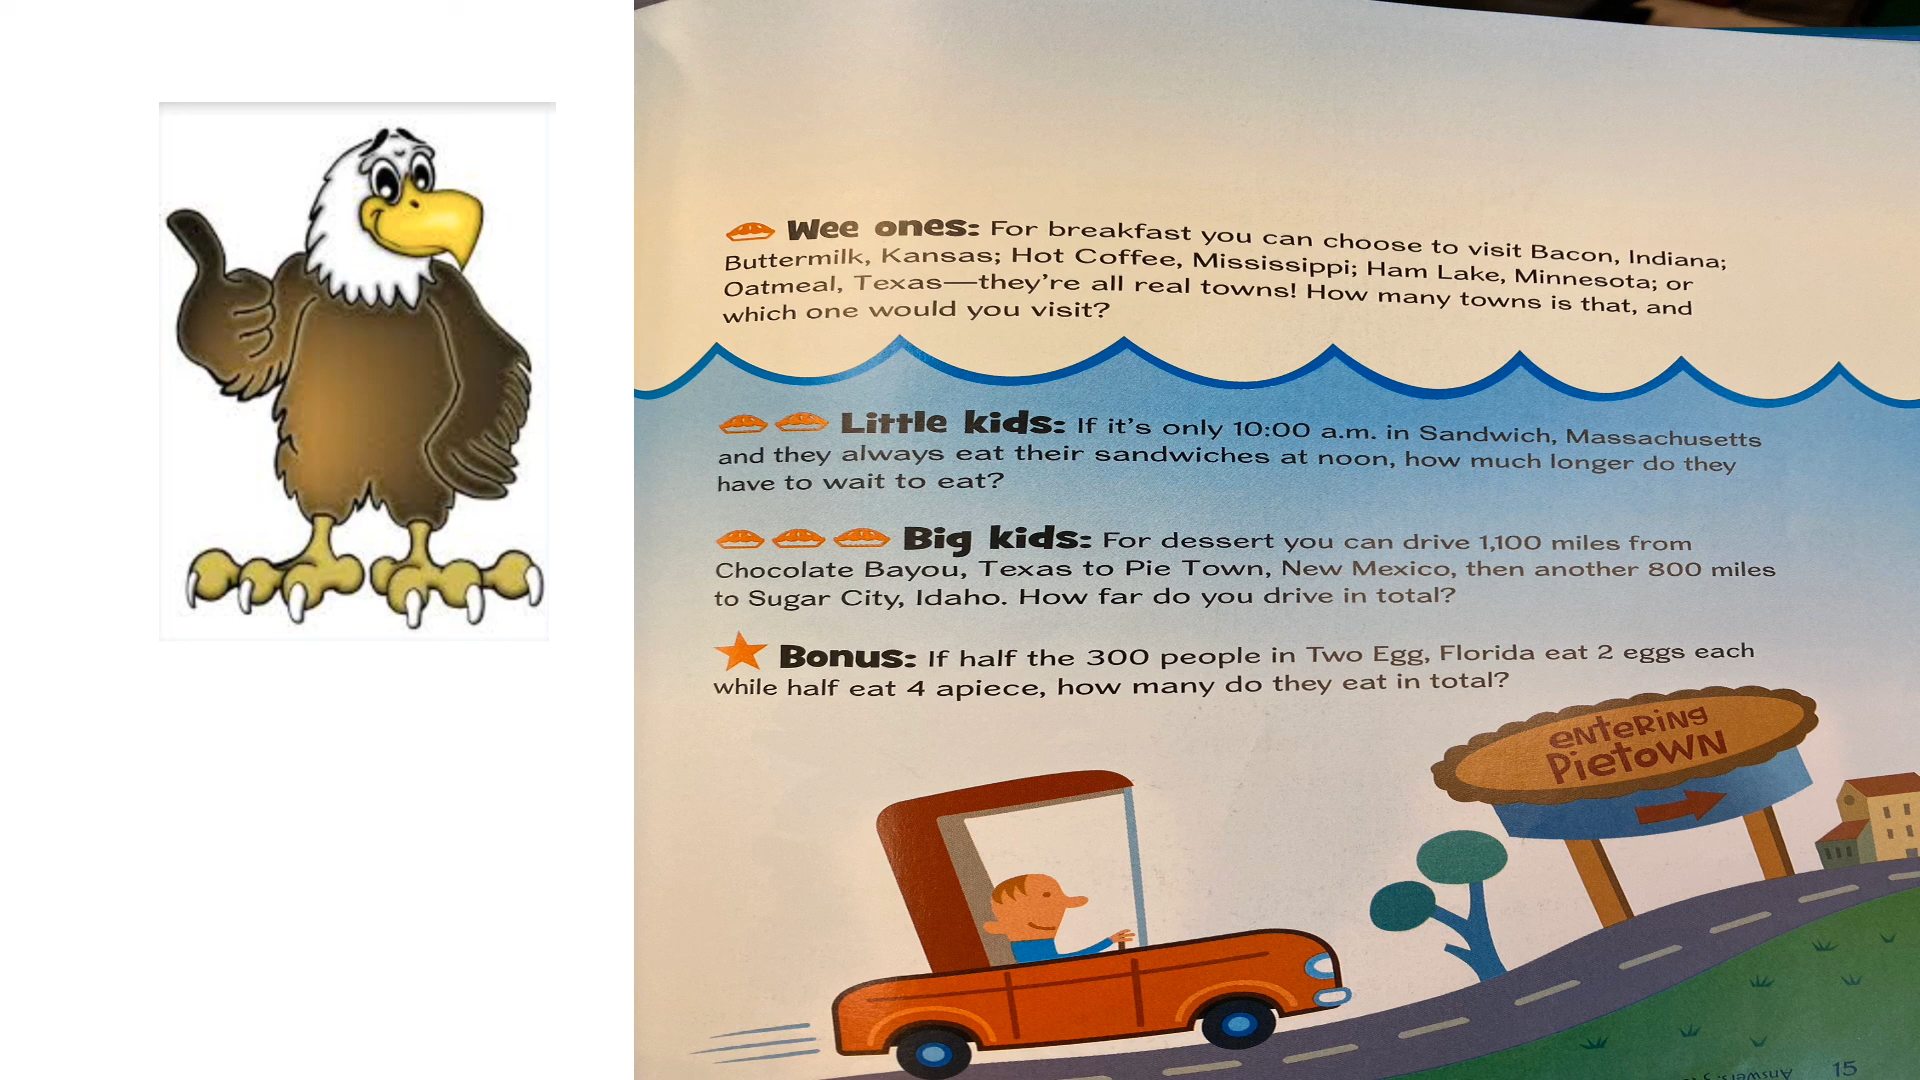 Wee ones: For breakfast you can choose to visit Bacon, Indiana;
Buttermilk, Kansas; Hot Coffee, Mississippi; Ham Lake, Minnesota; or
Oatmeal, Texas—they're all real towns! How many towns is that, and
which one would you visit?
Little kids: If it's only 10:00 a.m. in Sandwich, Massachusetts
and they always eat their sandwiches at noon, how much longer do they
have to wait to eat?
Big kids: For dessert you can drive 1,100 miles from
Chocolate Bayou, Texas to Pie Town, New Mexico, then another 800 miles
to Sugar City, Idaho. How far do you drive in total?
Bonus: If half the 300 people in Two Egg, Florida eat 2 eggs each
while half eat 4 apiece, how many do they eat in total?
eNteRiNg
PietoWN
Answers:
15